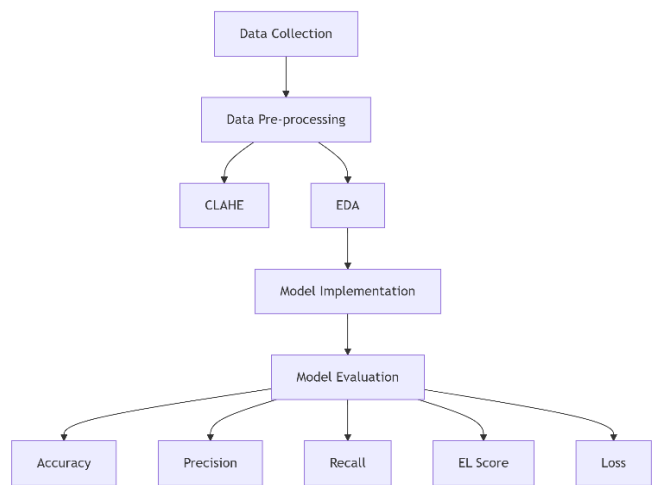 Data Collection
Data Pre-processing
CLAHE
EDA
Model Implementation
Model Evaluation
Accuracy
Precision
Recall
EL Score
Loss